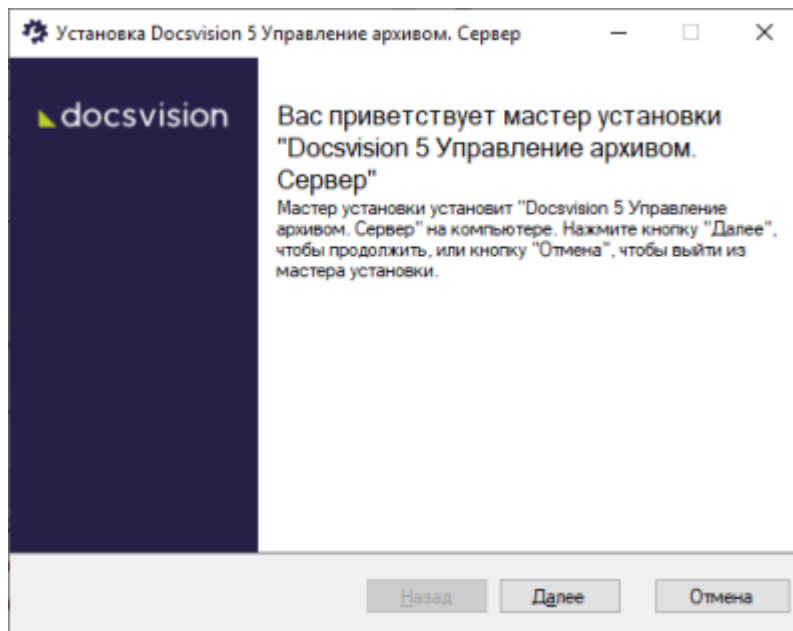 Установка Docsvision 5 Управление архивом. Сервер
docsvision
Вас приветствует мастер установки
"Docsvision 5 Управление архивом.
Сервер"
Мастер установки установит "Docsvision 5 Управление
архивом. Сервер" на компьютере. Нажмите кнопку "Далее",
чтобы продолжить, или кнопку "Отмена", чтобы выйти из
мастера установки.
Назад
Далее
Отмена